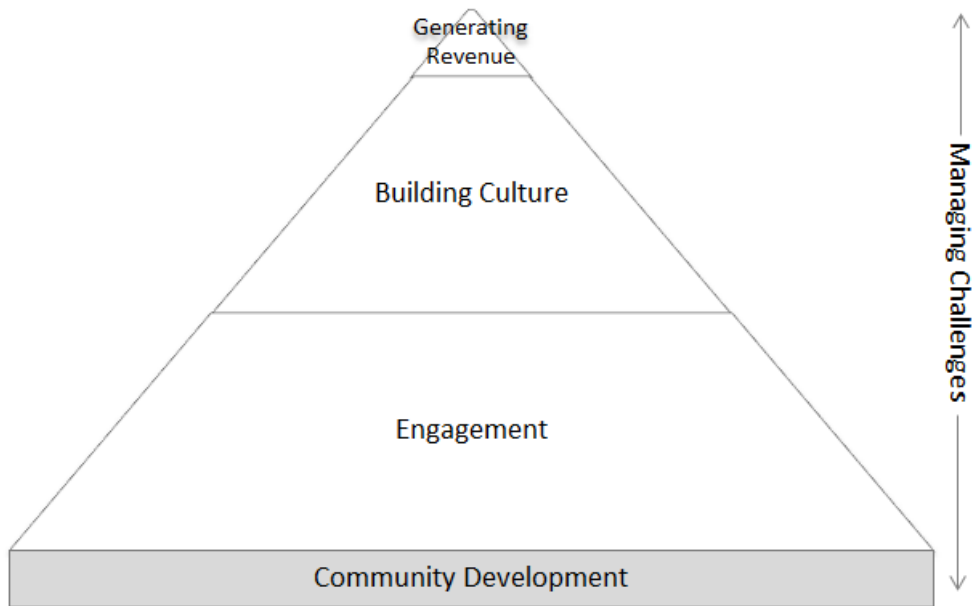 Generating
Revenue
Building Culture
Engagement
Community Development
Managing Challenges